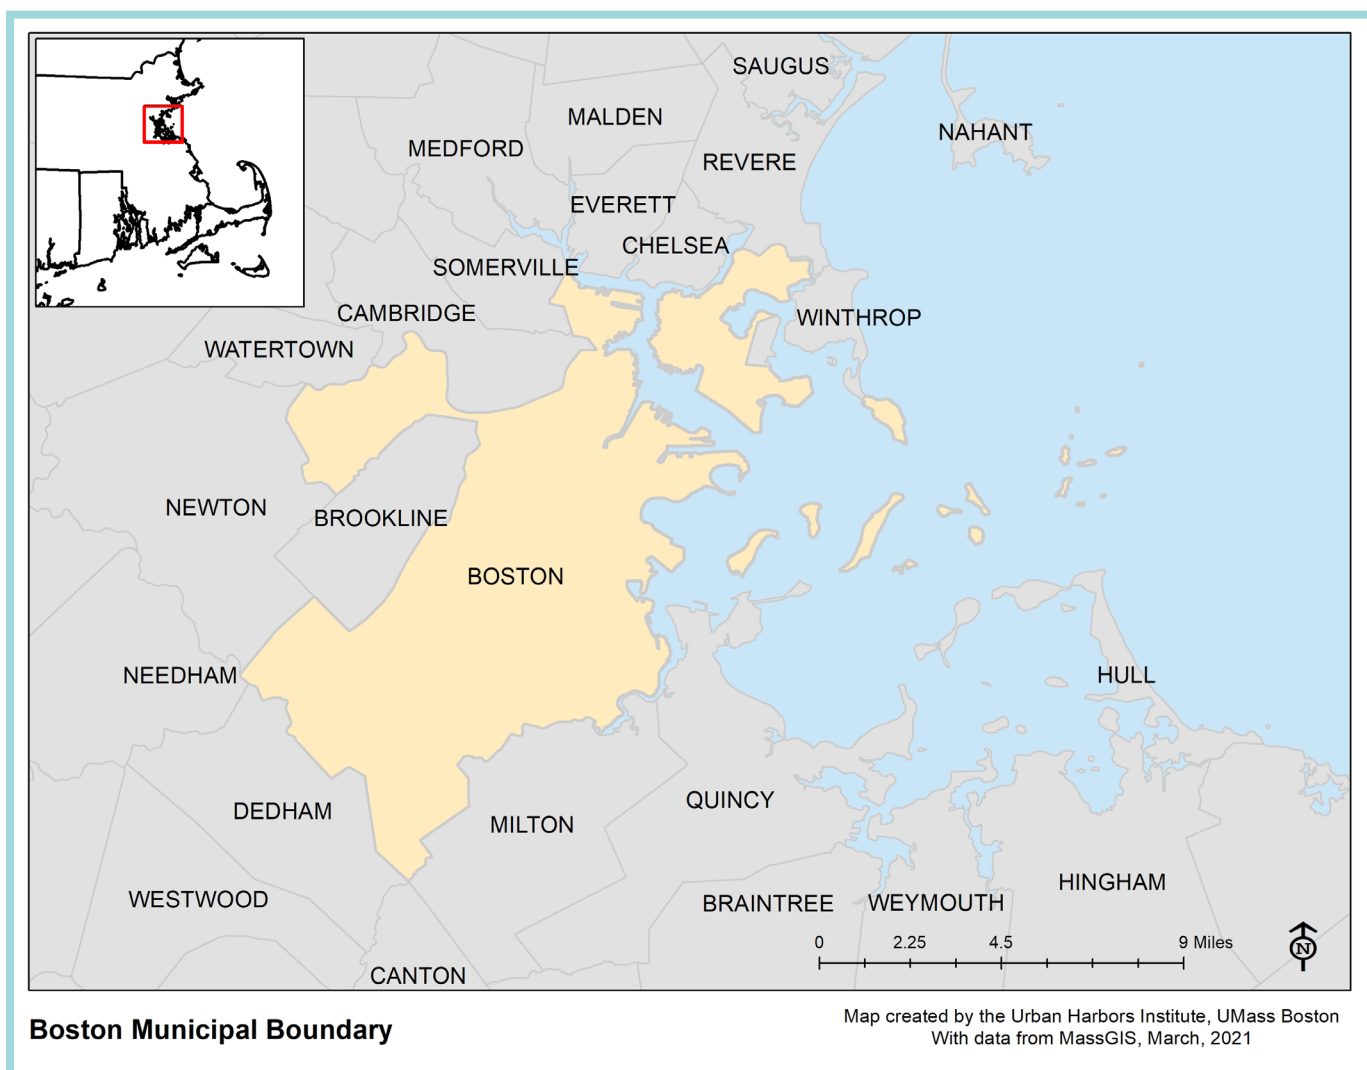 SAUGUS
MALDEN
NAHANT
MEDFORD
REVERE
EVERETT
CHELSEA
SOMERVILLE
CAMBRIDGE
WINTHROP
WATERTOWN
NEWTON
BROOKLINE
BOSTON
NEEDHAM
HULL
QUINCY
DEDHAM
MILTON
HINGHAM
WESTWOOD
BRAINTREE
WEYMOUTH
0 2.25 4.5 9 Miles
N
CANTON
Boston Municipal Boundary
Map created by the Urban Harbors Institute, UMass Boston
With data from MassGIS, March, 2021